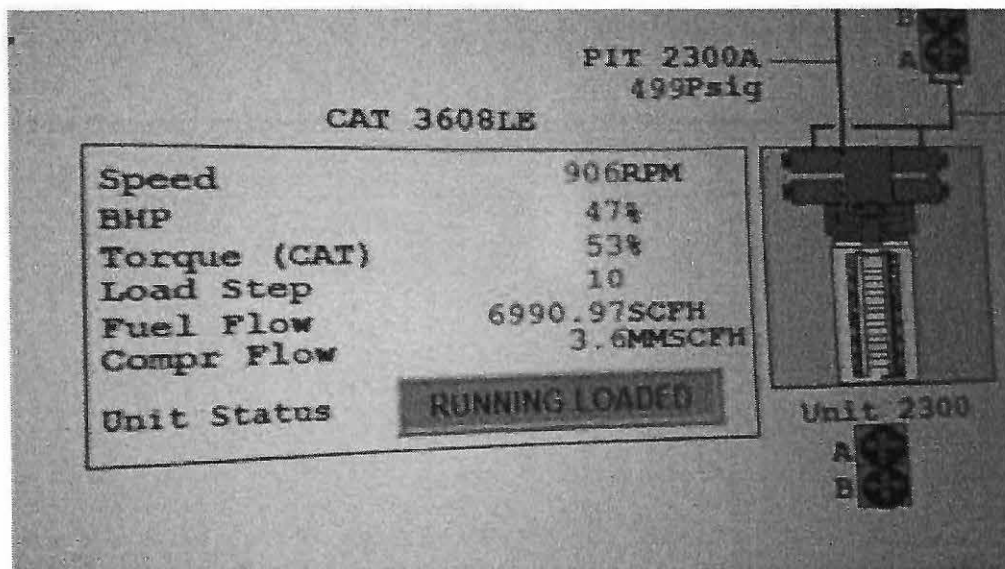 B
PIT 2300A
A
499Psig
CAT 3608LE
Speed 906RPM
BHP 47%
Torque (CAT) 53%
Load Step 10
Fuel Flow 6990.97SCFH
Compr Flow 3.6MMSCFH
Unit Status RUNNING LOADED
Unit 2300
A
B